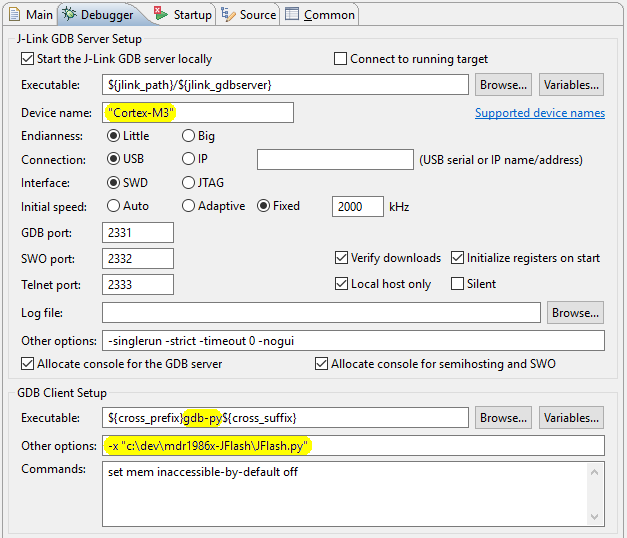 Main Debugger Startup Source Common
J-Link GDB Server Setup
Start the J-Link GDB server locally Connect to running target
Executable: ${jlink_path}/${jlink_gdbserver} Browse... Variables...
Device name: "Cortex-M3" Supported device names
Endianness: Little Big
Connection: USB IP (USB serial or IP name/address)
Interface: SWD JTAG
Initial speed: Auto Adaptive Fixed 2000 kHz
GDB port: 2331
SWO port: 2332 Verify downloads Initialize registers on start
Telnet port: 2333 Local host only Silent
Log file: Browse...
Other options: -singlerun -strict -timeout 0 -nogui
Allocate console for the GDB server Allocate console for semihosting and SWO
GDB Client Setup
Executable: ${cross_prefix}gdb-py${cross_suffix} Browse... Variables...
Other options: -x "c:\dev\mdr1986x-JFlash\JFlash.py"
Commands: set mem inaccessible-by-default off